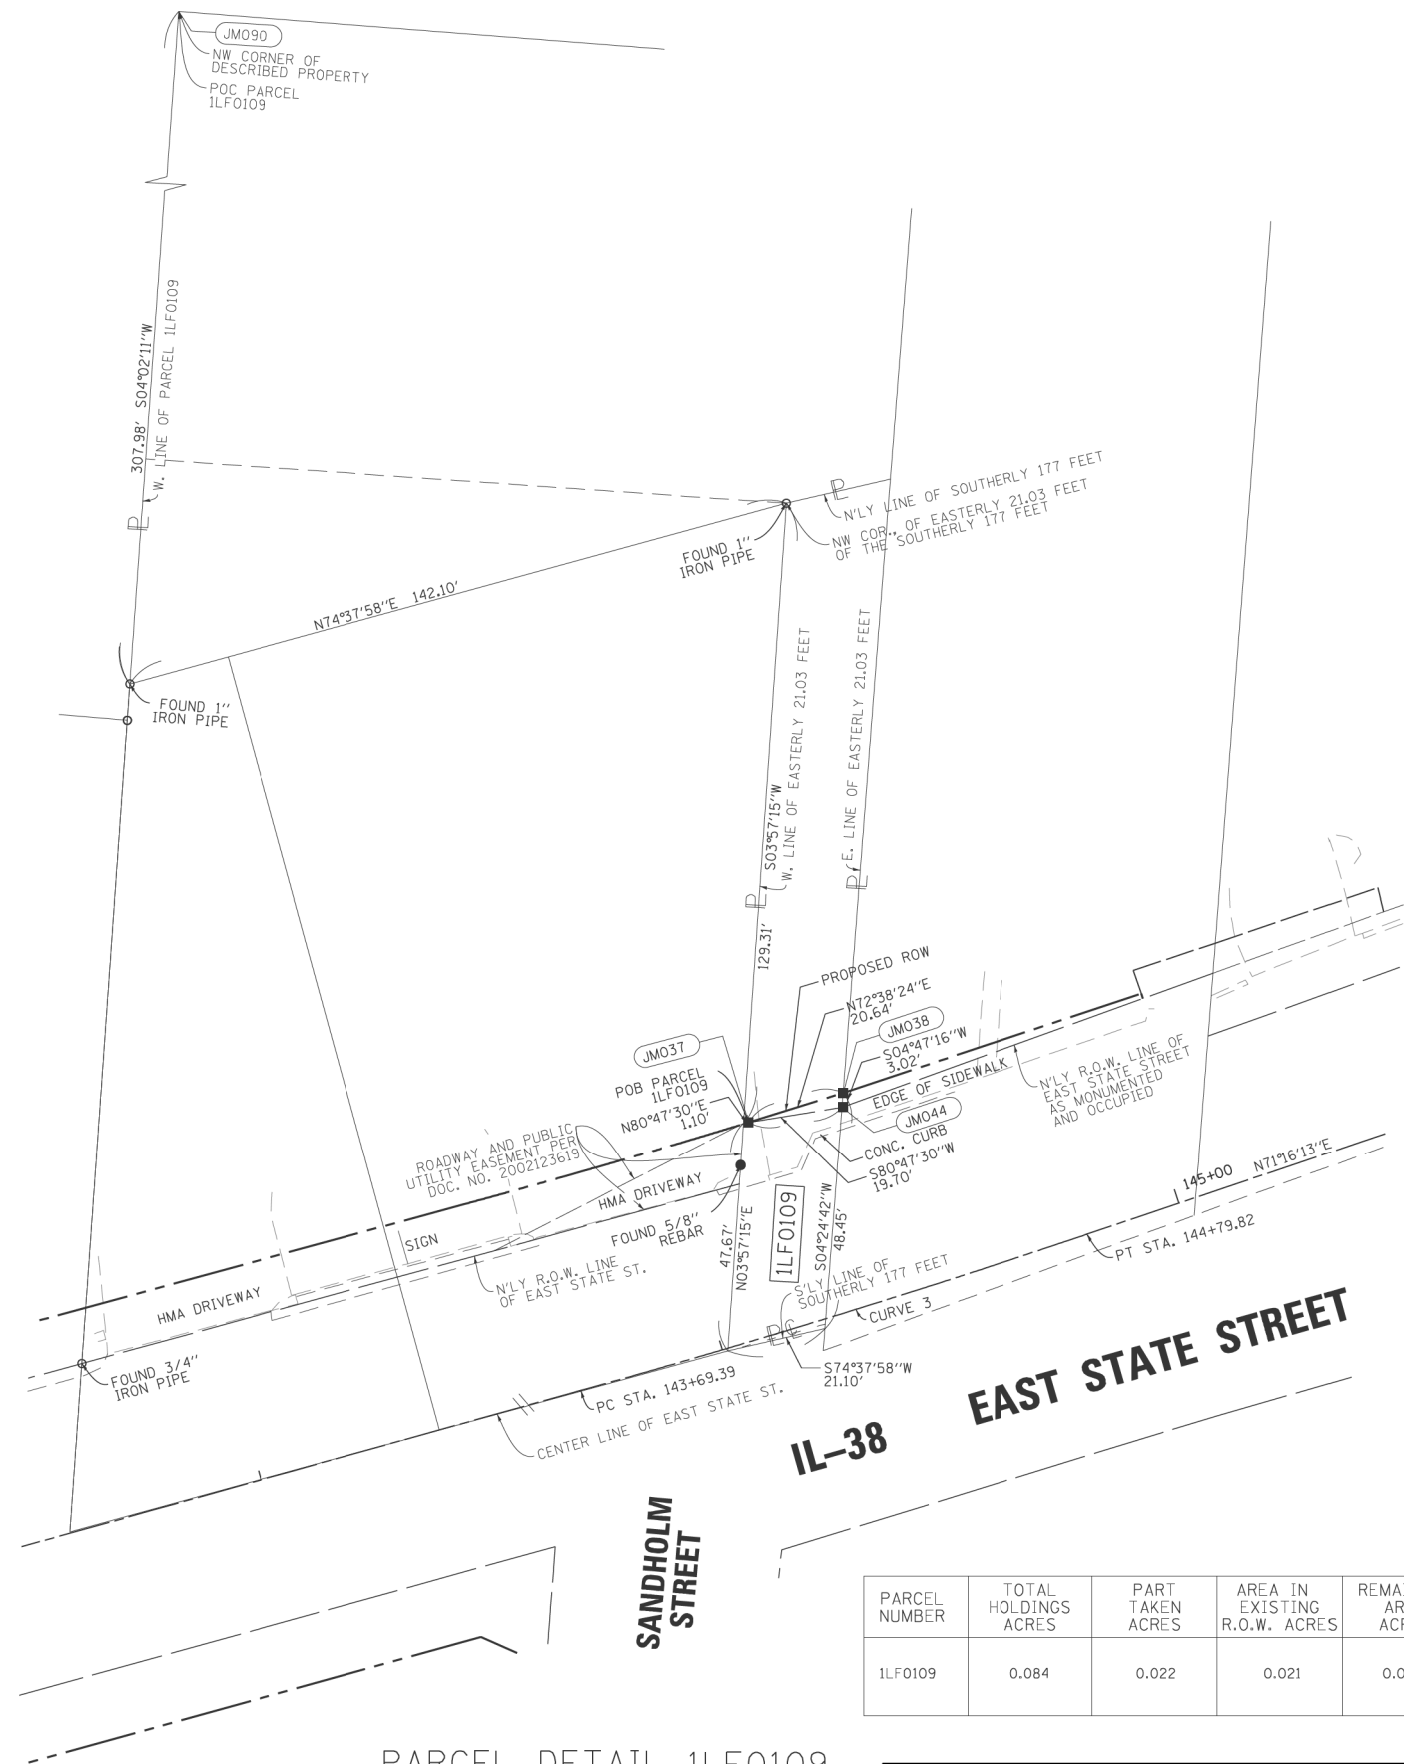 JM090
NW CORNER OF
DESCRIBED PROPERTY
POC PARCEL
1LF0109
307.98' S04°02'11"W
W. LINE OF PARCEL 1LF0109
N'LY LINE OF SOUTHERLY 177 FEET
NW COR., OF EASTERLY 21.03 FEET
OF THE SOUTHERLY 177 FEET
FOUND 1"
IRON PIPE
N74°37'58"E 142.10'
FOUND 1"
IRON PIPE
S03°57'15"W
W. LINE OF EASTERLY 21.03 FEET
E. LINE OF EASTERLY 21.03 FEET
129.31'
PROPOSED ROW
N72°38'24"E
20.64'
JM038
S04°47'16"W
3.02'
JM037
POB PARCEL
1LF0109
N80°47'30"E
1.10'
EDGE OF SIDEWALK
N'LY R.O.W. LINE OF
EAST STATE STREET
AS MONUMENTED
AND OCCUPIED
JM044
CONC. CURB
S80°47'30"W
19.70'
ROADWAY AND PUBLIC
UTILITY EASEMENT PER
DOC. NO. 2002123619
HMA DRIVEWAY
FOUND 5/8"
REBAR
SIGN
N'LY R.O.W. LINE
OF EAST STATE ST.
HMA DRIVEWAY
47.67'
N03°57'15"E
1LF0109
S04°24'42"W
48.45'
145+00
N71°16'13"E
PT STA. 144+79.82
S'LY LINE OF
SOUTHERLY 177 FEET
CURVE 3
FOUND 3/4"
IRON PIPE
S74°37'58"W
21.10'
PC STA. 143+69.39
CENTER LINE OF EAST STATE ST.
IL-38 EAST STATE STREET
SANDHOLM
STREET
PARCEL
NUMBER
TOTAL
HOLDINGS
ACRES
PART
TAKEN
ACRES
AREA IN
EXISTING
R.O.W. ACRES
1LF0109 0.084 0.022 0.021
PARCEL DETAIL 1LF0109